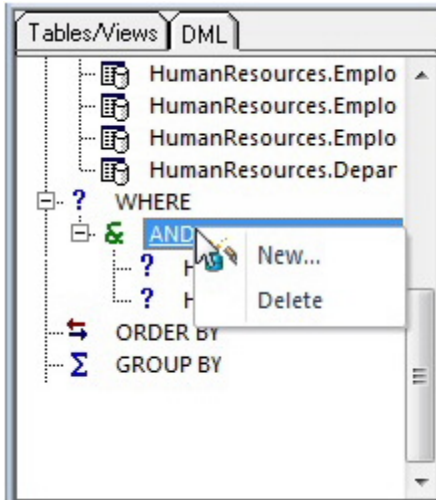 Tables/Views DML
HumanResources.Emplo
HumanResources.Emplo
HumanResources.Emplo
HumanResources.Depar
? WHERE
& AND
New...
? H
Delete
? H
ORDER BY
Σ GROUP BY